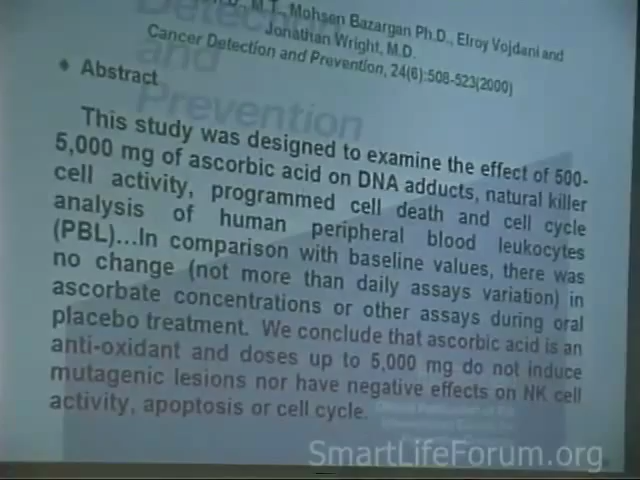 Detection
and
Prevention
M.T., Mohsen Bazargan Ph.D., Elroy Vojdani and
Jonathan Wright, M.D.
Cancer Detection and Prevention, 24(6):508-523(2000)
♦ Abstract
This study was designed to examine the effect of 500-
5,000 mg of ascorbic acid on DNA adducts, natural killer
cell activity, programmed cell death and cell cycle
analysis of human peripheral blood leukocytes
(PBL)...In comparison with baseline values, there was
no change (not more than daily assays variation) in
ascorbate concentrations or other assays during oral
placebo treatment. We conclude that ascorbic acid is an
anti-oxidant and doses up to 5,000 mg do not induce
mutagenic lesions nor have negative effects on NK cell
activity, apoptosis or cell cycle.
SmartLifeForum.org